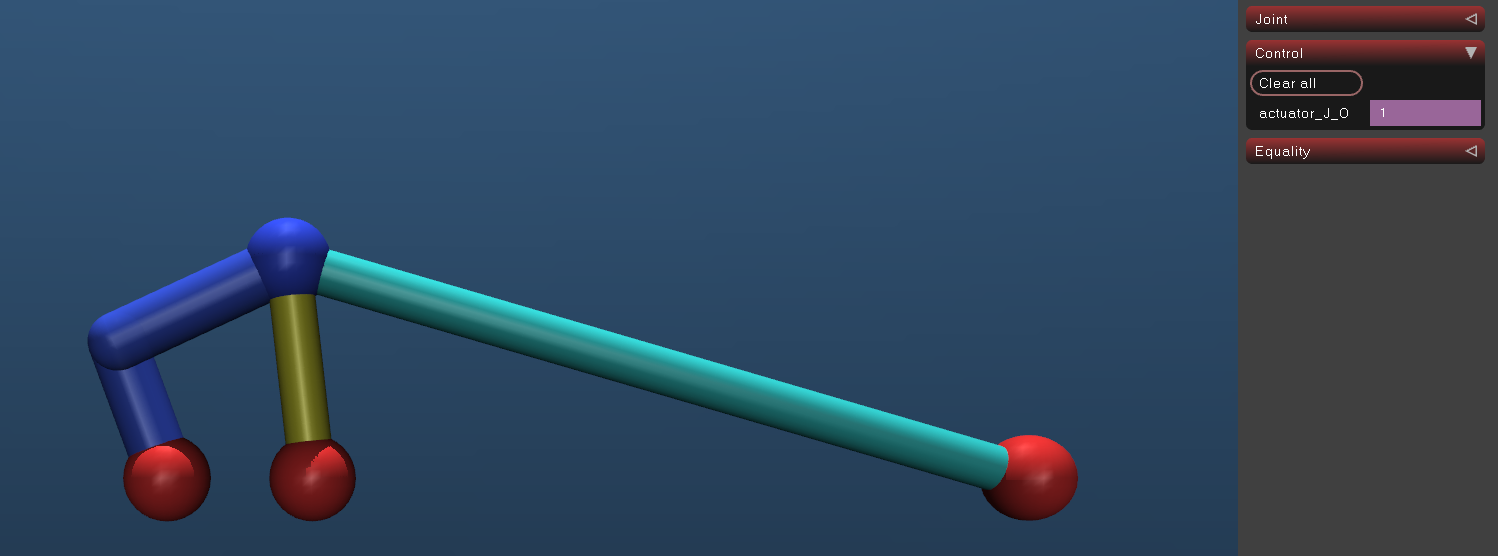 Joint
Control
Clear all
actuator_J_O 1
Equality